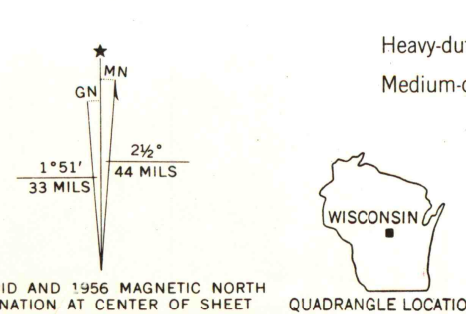 Heavy-du
Medium-
★
MN
GN
1°51′
33 MILS
2½°
44 MILS
WISCONSIN
ID AND 1956 MAGNETIC NORTH
NATION AT CENTER OF SHEET
QUADRANGLE LOCATIO